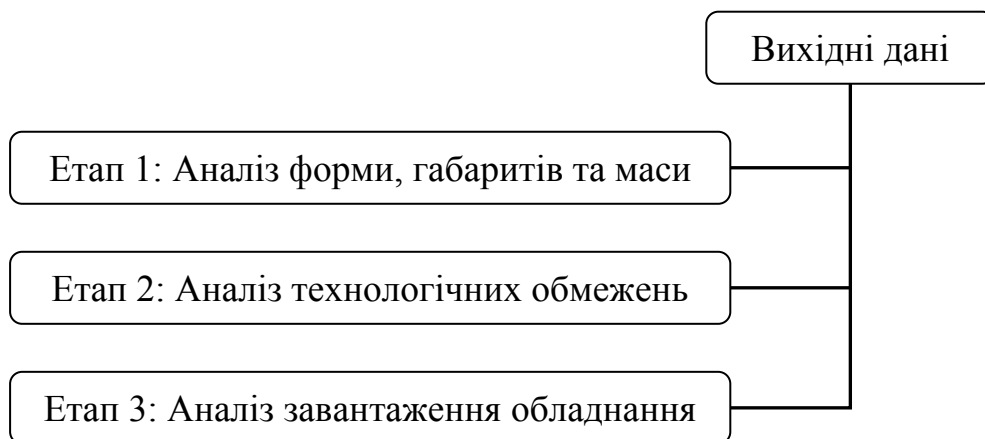 Вихідні дані
Етап 1: Аналіз форми, габаритів та маси
Етап 2: Аналіз технологічних обмежень
Етап 3: Аналіз завантаження обладнання